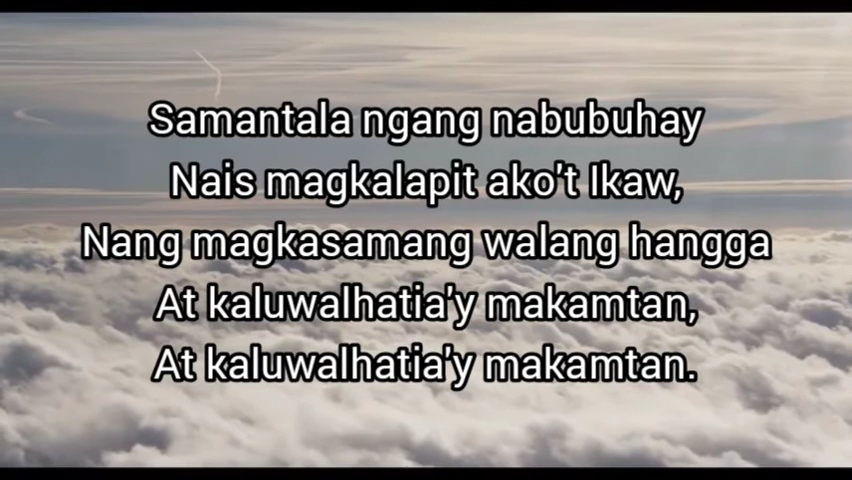 Samantala ngang nabubuhay
Nais magkalapit ako't Ikaw,
Nang magkasamang walang hangga
At kaluwalhatia'y makamtan,
At kaluwalhatia'y makamtan.